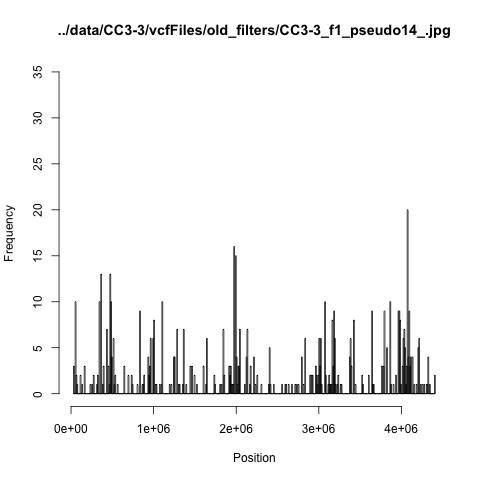 ../data/CC3-3/vcfFiles/old_filters/CC3-3_f1_pseudo14_.jpg
Frequency
35
30
25
20
15
10
5
0
0e+00 1e+06 2e+06 3e+06 4e+06
Position